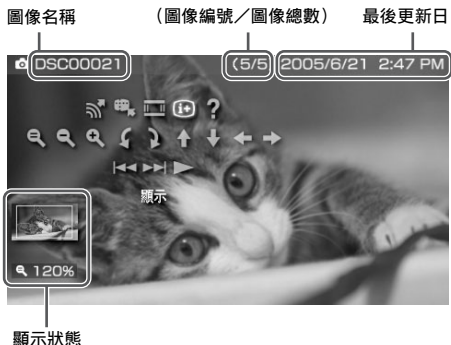 圖像名稱
(圖像編號／圖像總數)
最後更新日
DSC00021
(5/5
2005/6/21 2:47 PM
i+
?
顯示
120%
顯示狀態